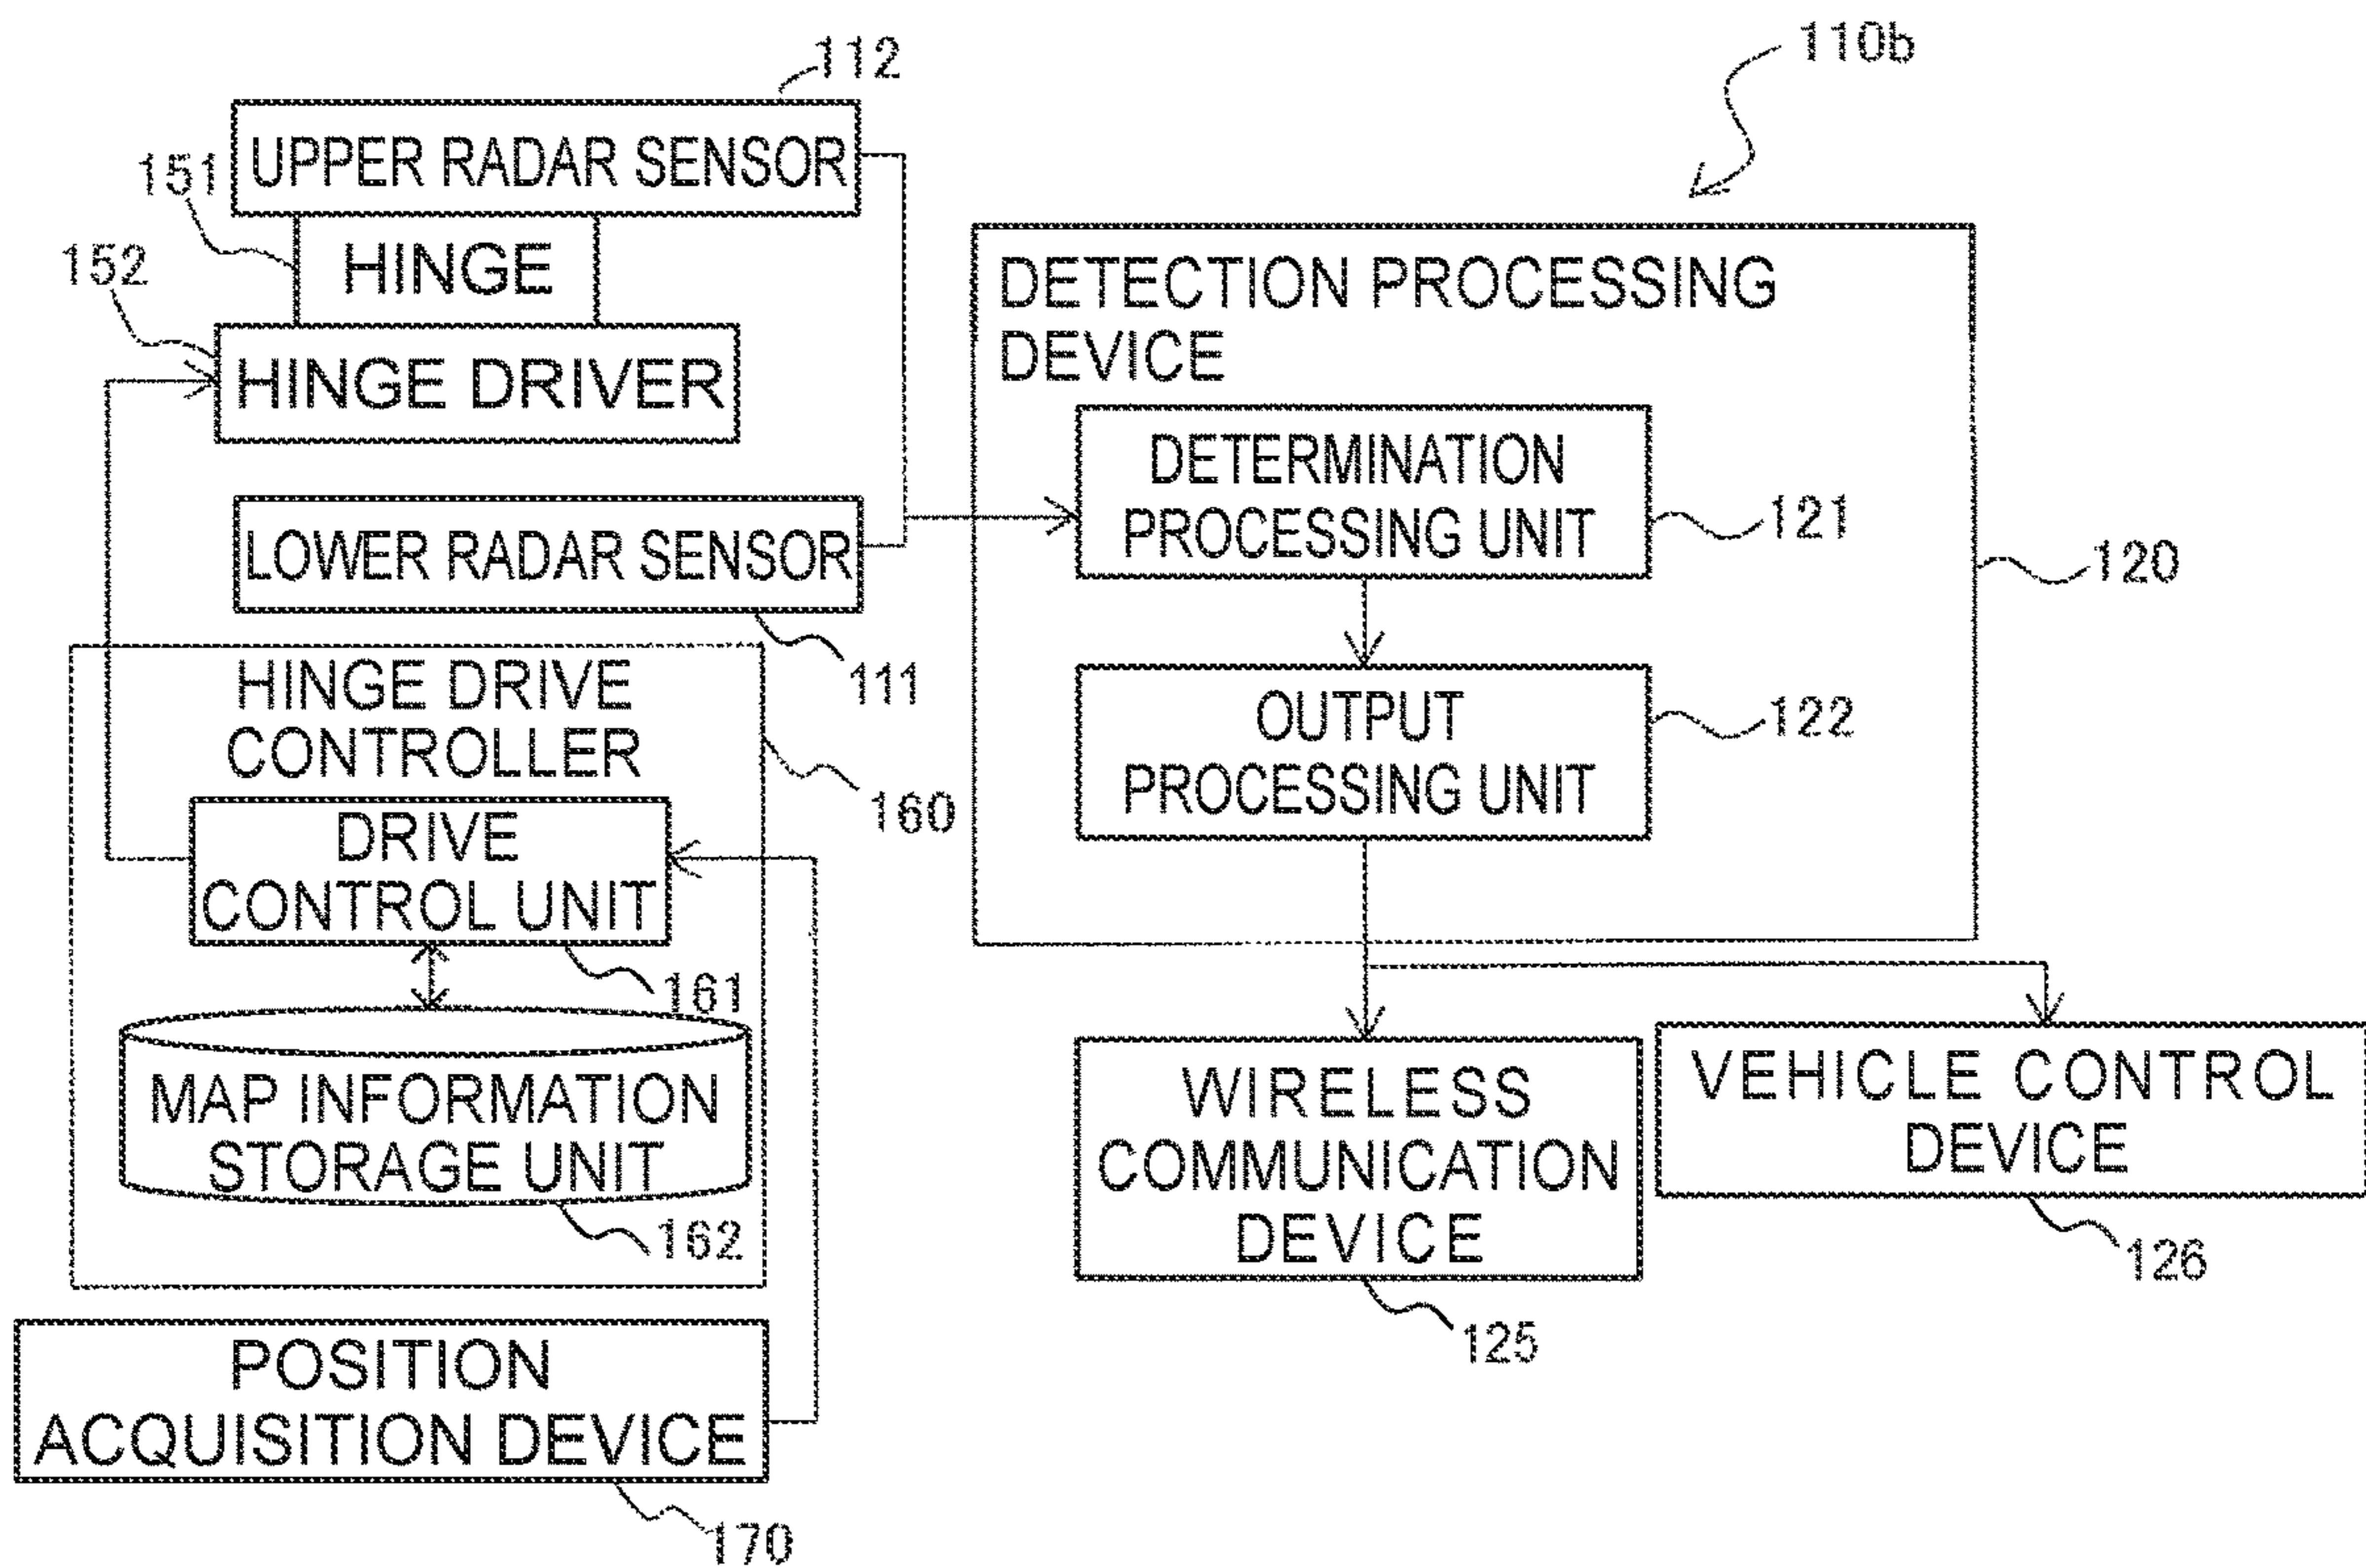 110b
112
UPPER RADAR SENSOR
151
HINGE
152
HINGE DRIVER
LOWER RADAR SENSOR
111
HINGE DRIVE
CONTROLLER
160
DRIVE
CONTROL UNIT
161
MAP INFORMATION
STORAGE UNIT
162
POSITION
ACQUISITION DEVICE
170
DETECTION PROCESSING
DEVICE
DETERMINATION
PROCESSING UNIT
121
120
OUTPUT
PROCESSING UNIT
122
WIRELESS
COMMUNICATION
DEVICE
125
VEHICLE CONTROL
DEVICE
126